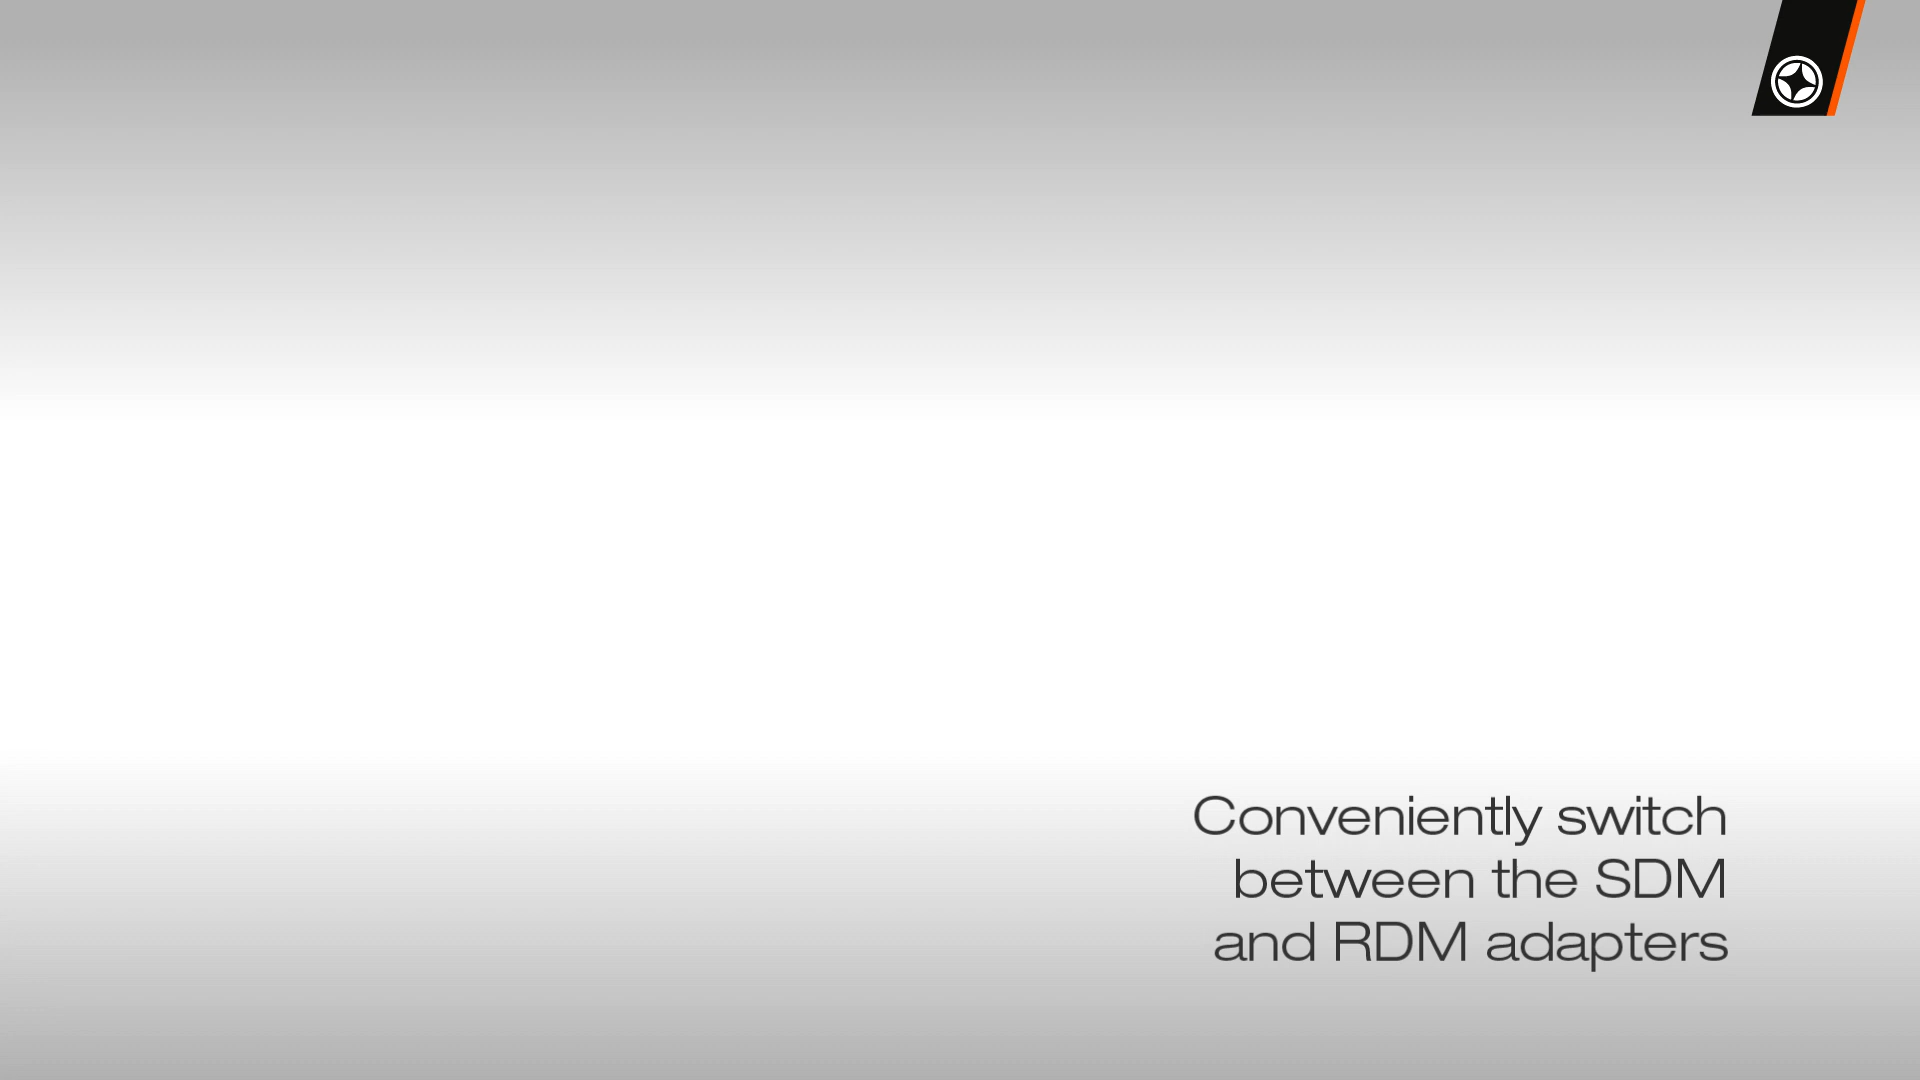 Conveniently switch
between the SDM
and RDM adapters